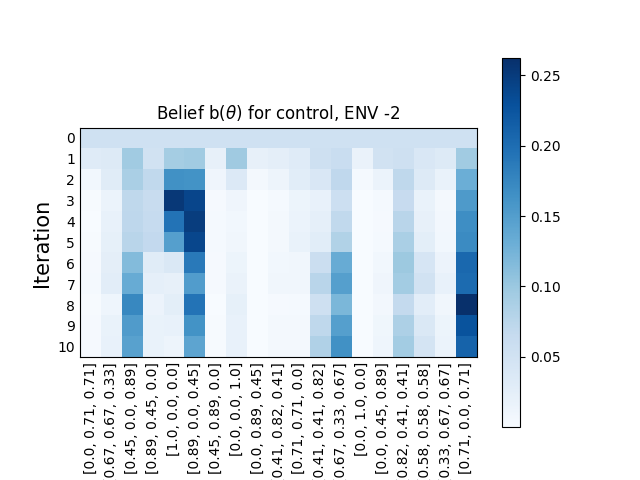 Belief b(θ) for control, ENV -2
Iteration
0
1
2
3
4
5
6
7
8
9
10
[0.0, 0.71, 0.71]
0.67, 0.67, 0.33]
[0.45, 0.0, 0.89]
[0.89, 0.45, 0.0]
[1.0, 0.0, 0.0]
[0.89, 0.0, 0.45]
[0.45, 0.89, 0.0]
[0.0, 0.0, 1.0]
[0.0, 0.89, 0.45]
0.41, 0.82, 0.41]
[0.71, 0.71, 0.0]
0.41, 0.41, 0.82]
0.67, 0.33, 0.67]
[0.0, 1.0, 0.0]
[0.0, 0.45, 0.89]
0.82, 0.41, 0.41]
0.58, 0.58, 0.58]
0.33, 0.67, 0.67]
[0.71, 0.0, 0.71]
0.25
0.20
0.15
0.10
0.05